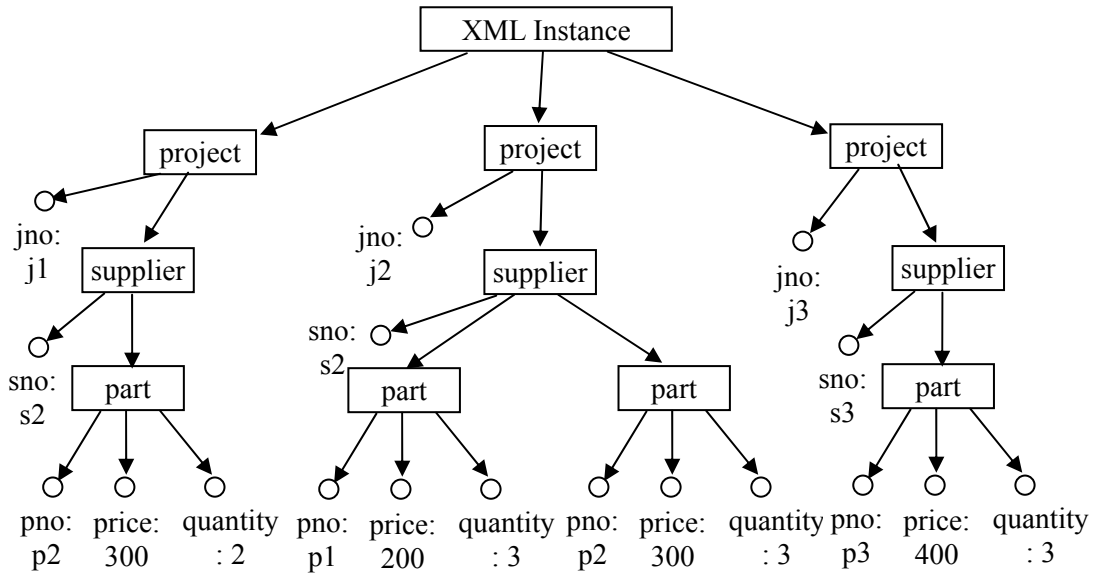 XML Instance
project
project
project
jno:
j1
jno:
j2
jno:
j3
supplier
supplier
supplier
sno:
s2
sno:
s2
sno:
s3
part
part
part
part
pno:
p2
price:
300
quantity
: 2
pno:
p1
price:
200
quantity
: 3
pno:
p2
price:
300
quantity
: 3
pno:
p3
price:
400
quantity
: 3